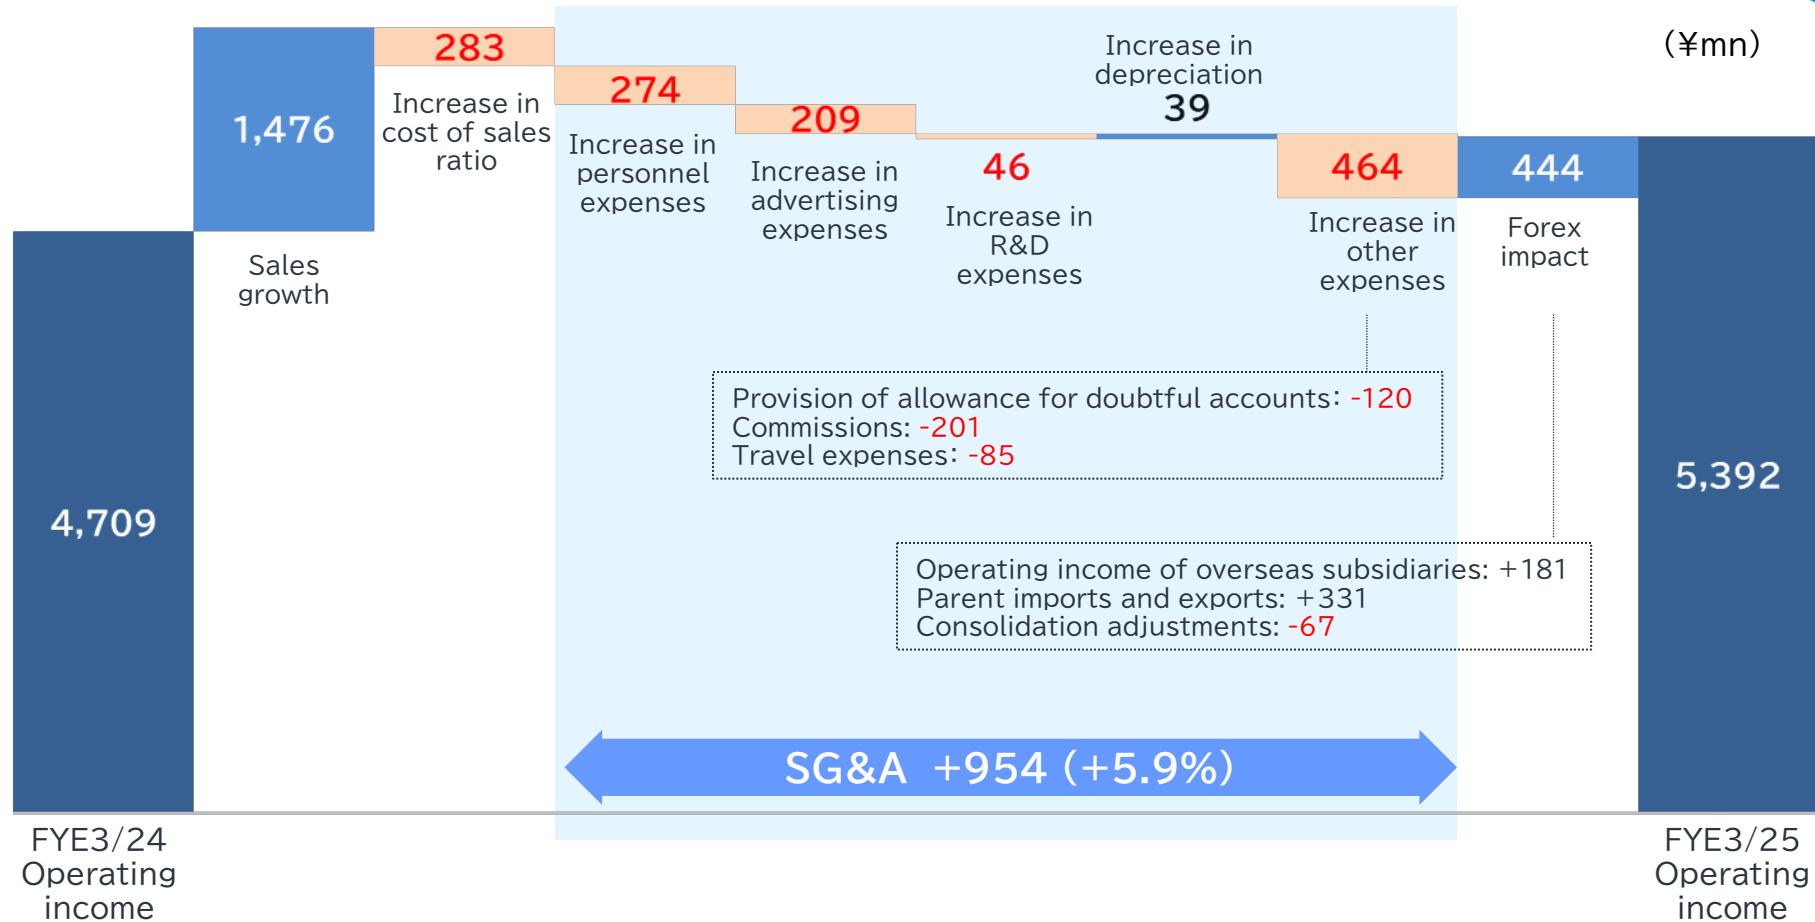 (¥mn)
283
1,476
Increase in
cost of sales
ratio
Sales
growth
274
Increase in
personnel
expenses
209
Increase in
advertising
expenses
46
Increase in
R&D
expenses
Increase in
depreciation
39
464
Increase in
other
expenses
444
Forex
impact
Provision of allowance for doubtful accounts: -120
Commissions: -201
Travel expenses: -85
4,709
5,392
Operating income of overseas subsidiaries: +181
Parent imports and exports: +331
Consolidation adjustments: -67
SG&A +954 (+5.9%)
FYE3/24
Operating
income
FYE3/25
Operating
income